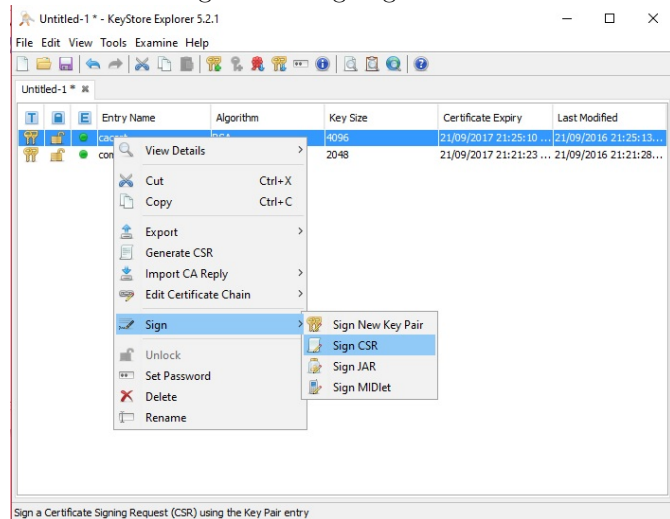 Untitled-1 * - KeyStore Explorer 5.2.1
File Edit View Tools Examine Help
Untitled-1 *
T E Entry Name Algorithm Key Size Certificate Expiry Last Modified
4096 21/09/2017 21:25:10 ... 21/09/2016 21:25:13...
2048 21/09/2017 21:21:23 ... 21/09/2016 21:21:28...
View Details
Cut Ctrl+X
Copy Ctrl+C
Export
Generate CSR
Import CA Reply
Edit Certificate Chain
Sign
Sign New Key Pair
Sign CSR
Sign JAR
Sign MIDlet
Unlock
Set Password
Delete
Rename
Sign a Certificate Signing Request (CSR) using the Key Pair entry